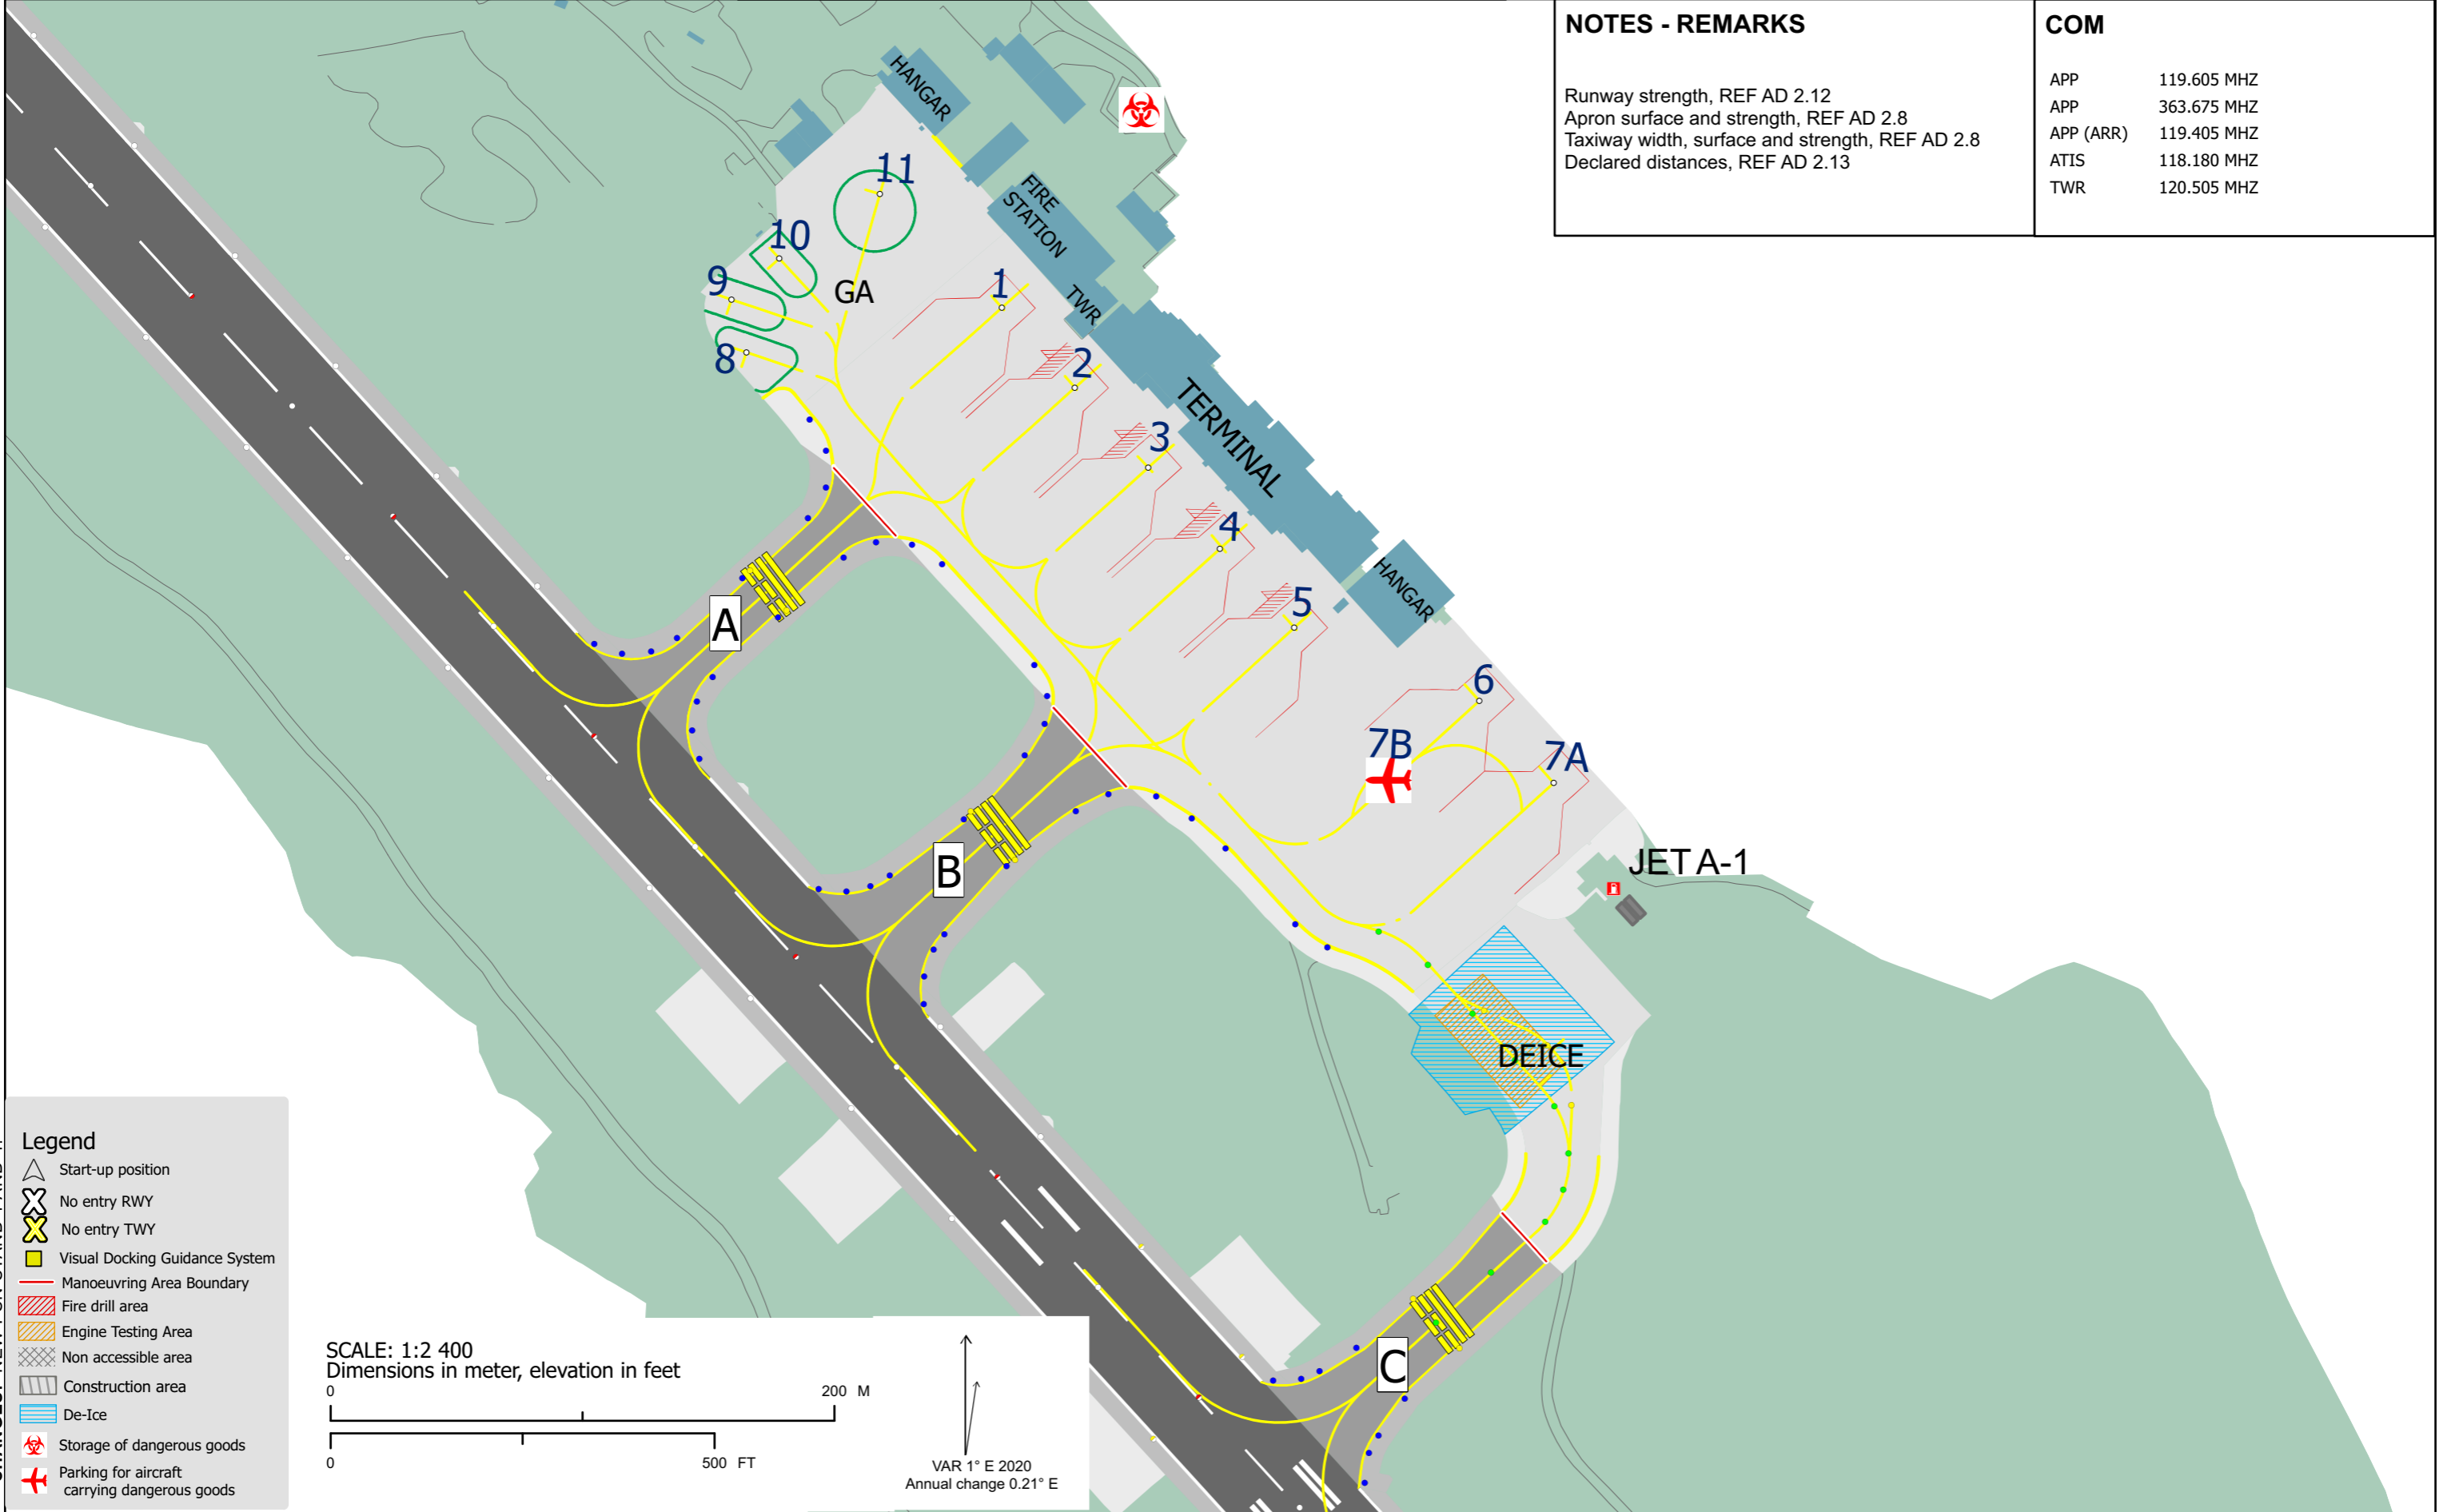 NOTES - REMARKS
Runway strength, REF AD 2.12
Apron surface and strength, REF AD 2.8
Taxiway width, surface and strength, REF AD 2.8
Declared distances, REF AD 2.13
COM
APP 119.605 MHZ
APP 363.675 MHZ
APP (ARR) 119.405 MHZ
ATIS 118.180 MHZ
TWR 120.505 MHZ
HANGAR
11
FIRE
STATION
10
9
GA
1
TWR
8
2
TERMINAL
3
4
HANGAR
5
A
6
7B
7A
B
JET A-1
DEICE
C
Legend
Start-up position
No entry RWY
No entry TWY
Visual Docking Guidance System
Manoeuvring Area Boundary
Fire drill area
Engine Testing Area
Non accessible area
Construction area
De-Ice
Storage of dangerous goods
Parking for aircraft
carrying dangerous goods
SCALE: 1:2 400
Dimensions in meter, elevation in feet
0 200 M
0 500 FT
VAR 1° E 2020
Annual change 0.21° E